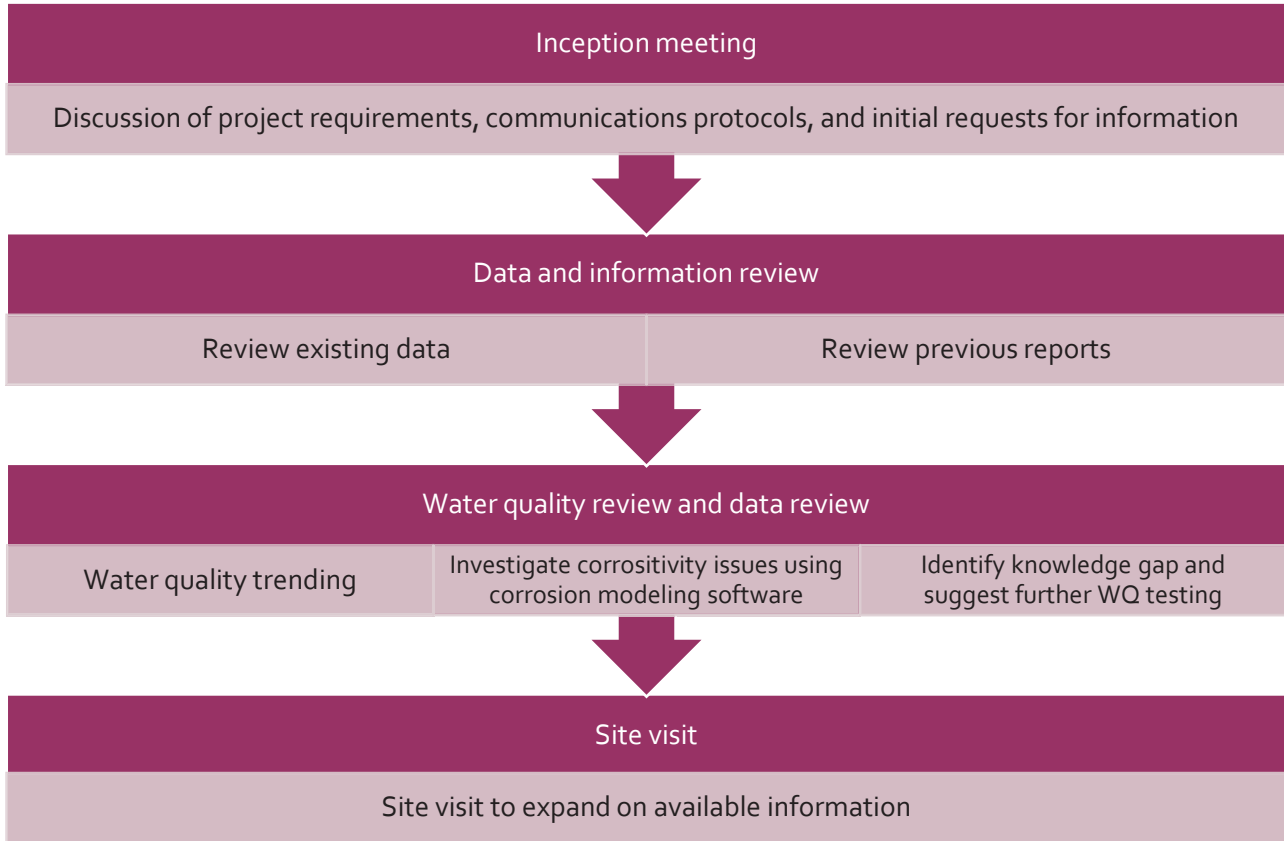 Inception meeting
Discussion of project requirements, communications protocols, and initial requests for information
Data and information review
Review existing data
Review previous reports
Water quality review and data review
Water quality trending
Investigate corrositivity issues using
corrosion modeling software
Identify knowledge gap and
suggest further WQ testing
Site visit
Site visit to expand on available information